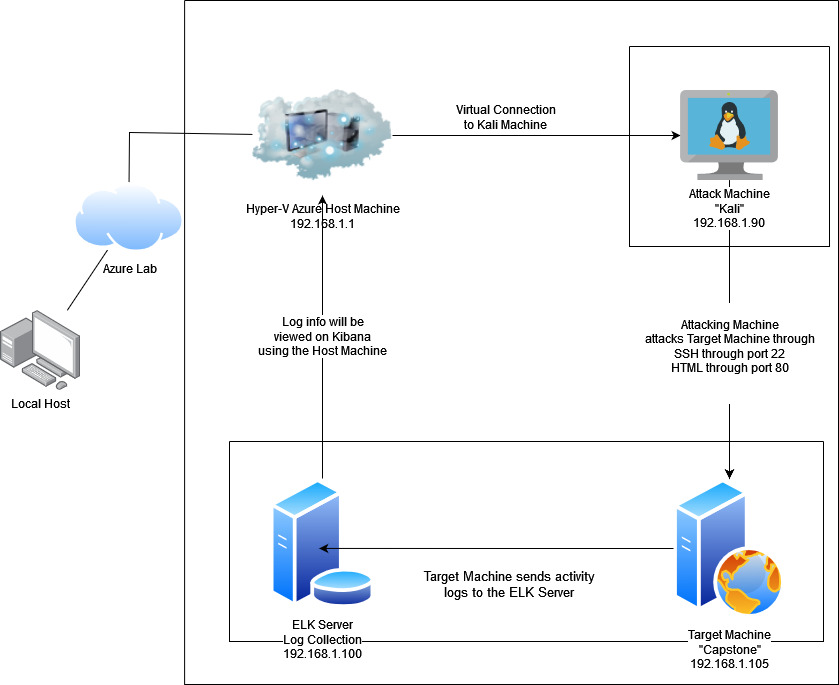 Virtual Connection
to Kali Machine
Attack Machine
"Kali"
192.168.1.90
Hyper-V Azure Host Machine
192.168.1.1
Azure Lab
Local Host
Log info will be
viewed on Kibana
using the Host Machine
Attacking Machine
attacks Target Machine through
SSH through port 22
HTML through port 80
Target Machine sends activity
logs to the ELK Server
ELK Server
Log Collection
192.168.1.100
Target Machine
"Capstone"
192.168.1.105